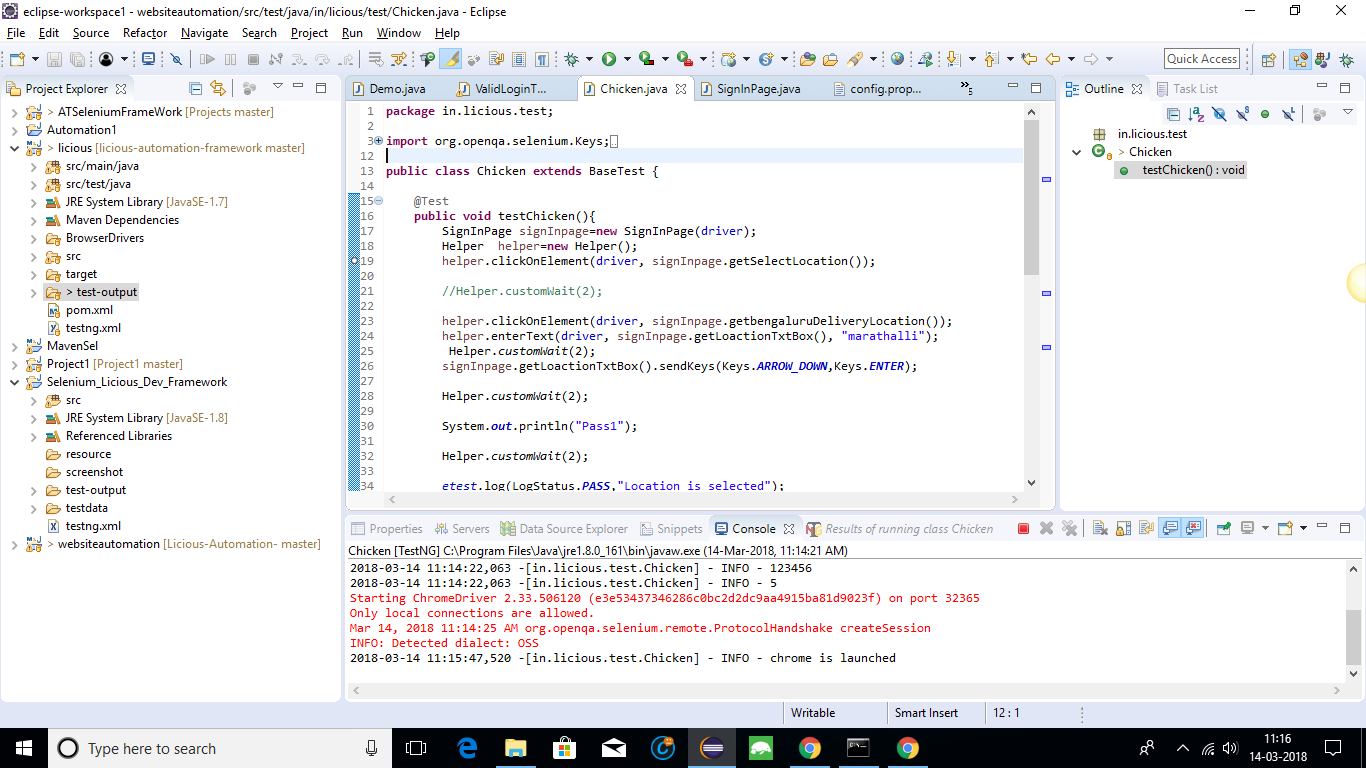 eclipse-workspace1 - websiteautomation/src/test/java/in/licious/test/Chicken.java - Eclipse
File Edit Source Refactor Navigate Search Project Run Window Help
Quick Access
Project Explorer
> ATSeleniumFrameWork [Projects master]
Automation1
> licious [licious-automation-framework master]
src/main/java
src/test/java
JRE System Library [JavaSE-1.7]
Maven Dependencies
BrowserDrivers
src
target
> test-output
pom.xml
testng.xml
MavenSel
Project1 [Project1 master]
Selenium_Licious_Dev_Framework
src
JRE System Library [JavaSE-1.8]
Referenced Libraries
resource
screenshot
test-output
testdata
testng.xml
> websiteautomation [Licious-Automation- master]
Demo.java ValidLoginT... Chicken.java SignInPage.java config.prop... »5
1 package in.licious.test;
2
3 import org.openqa.selenium.Keys;
12
13 public class Chicken extends BaseTest {
14
15 @Test
16 public void testChicken(){
17 SignInPage signInpage=new SignInPage(driver);
18 Helper helper=new Helper();
19 helper.clickOnElement(driver, signInpage.getSelectLocation());
20
21 //Helper.customWait(2);
22
23 helper.clickOnElement(driver, signInpage.getbengaluruDeliveryLocation());
24 helper.enterText(driver, signInpage.getLoactionTxtBox(), "marathalli");
25 Helper.customWait(2);
26 signInpage.getLoactionTxtBox().sendKeys(Keys.ARROW_DOWN,Keys.ENTER);
27
28 Helper.customWait(2);
29
30 System.out.println("Pass1");
31
32 Helper.customWait(2);
33
34 etest.log(LogStatus.PASS,"Location is selected");
Outline Task List
in.licious.test
> Chicken
testChicken() : void
Properties Servers Data Source Explorer Snippets Console Results of running class Chicken
Chicken [TestNG] C:\Program Files\Java\jre1.8.0_161\bin\javaw.exe (14-Mar-2018, 11:14:21 AM)
2018-03-14 11:14:22,063 -[in.licious.test.Chicken] - INFO - 123456
2018-03-14 11:14:22,063 -[in.licious.test.Chicken] - INFO - 5
Starting ChromeDriver 2.33.506120 (e3e53437346286c0bc2d2dc9aa4915ba81d9023f) on port 32365
Only local connections are allowed.
Mar 14, 2018 11:14:25 AM org.openqa.selenium.remote.ProtocolHandshake createSession
INFO: Detected dialect: OSS
2018-03-14 11:15:47,520 -[in.licious.test.Chicken] - INFO - chrome is launched
Writable Smart Insert 12 : 1
Type here to search
11:16
14-03-2018